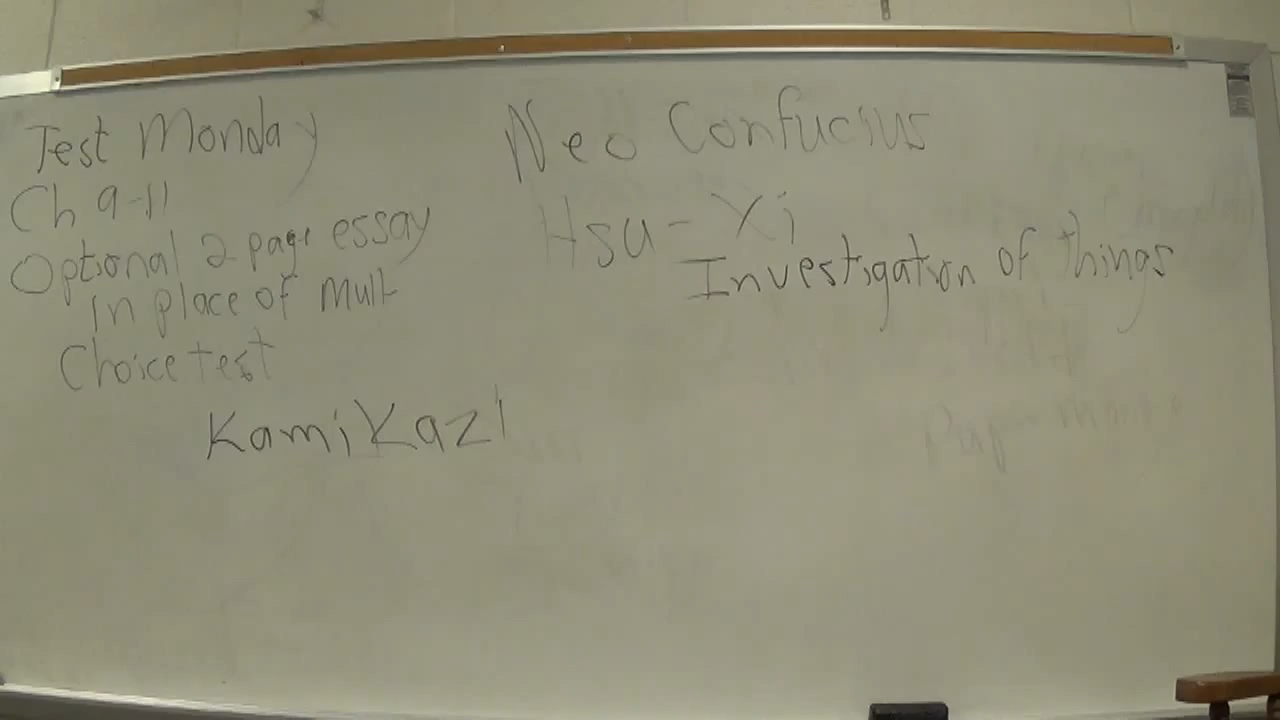 Test Monday
Ch 9-11
Optional 2 page essay
in place of Mult
Choice test
KamiKazi
Neo Confucius
Hsu-Xi
Investigation of things